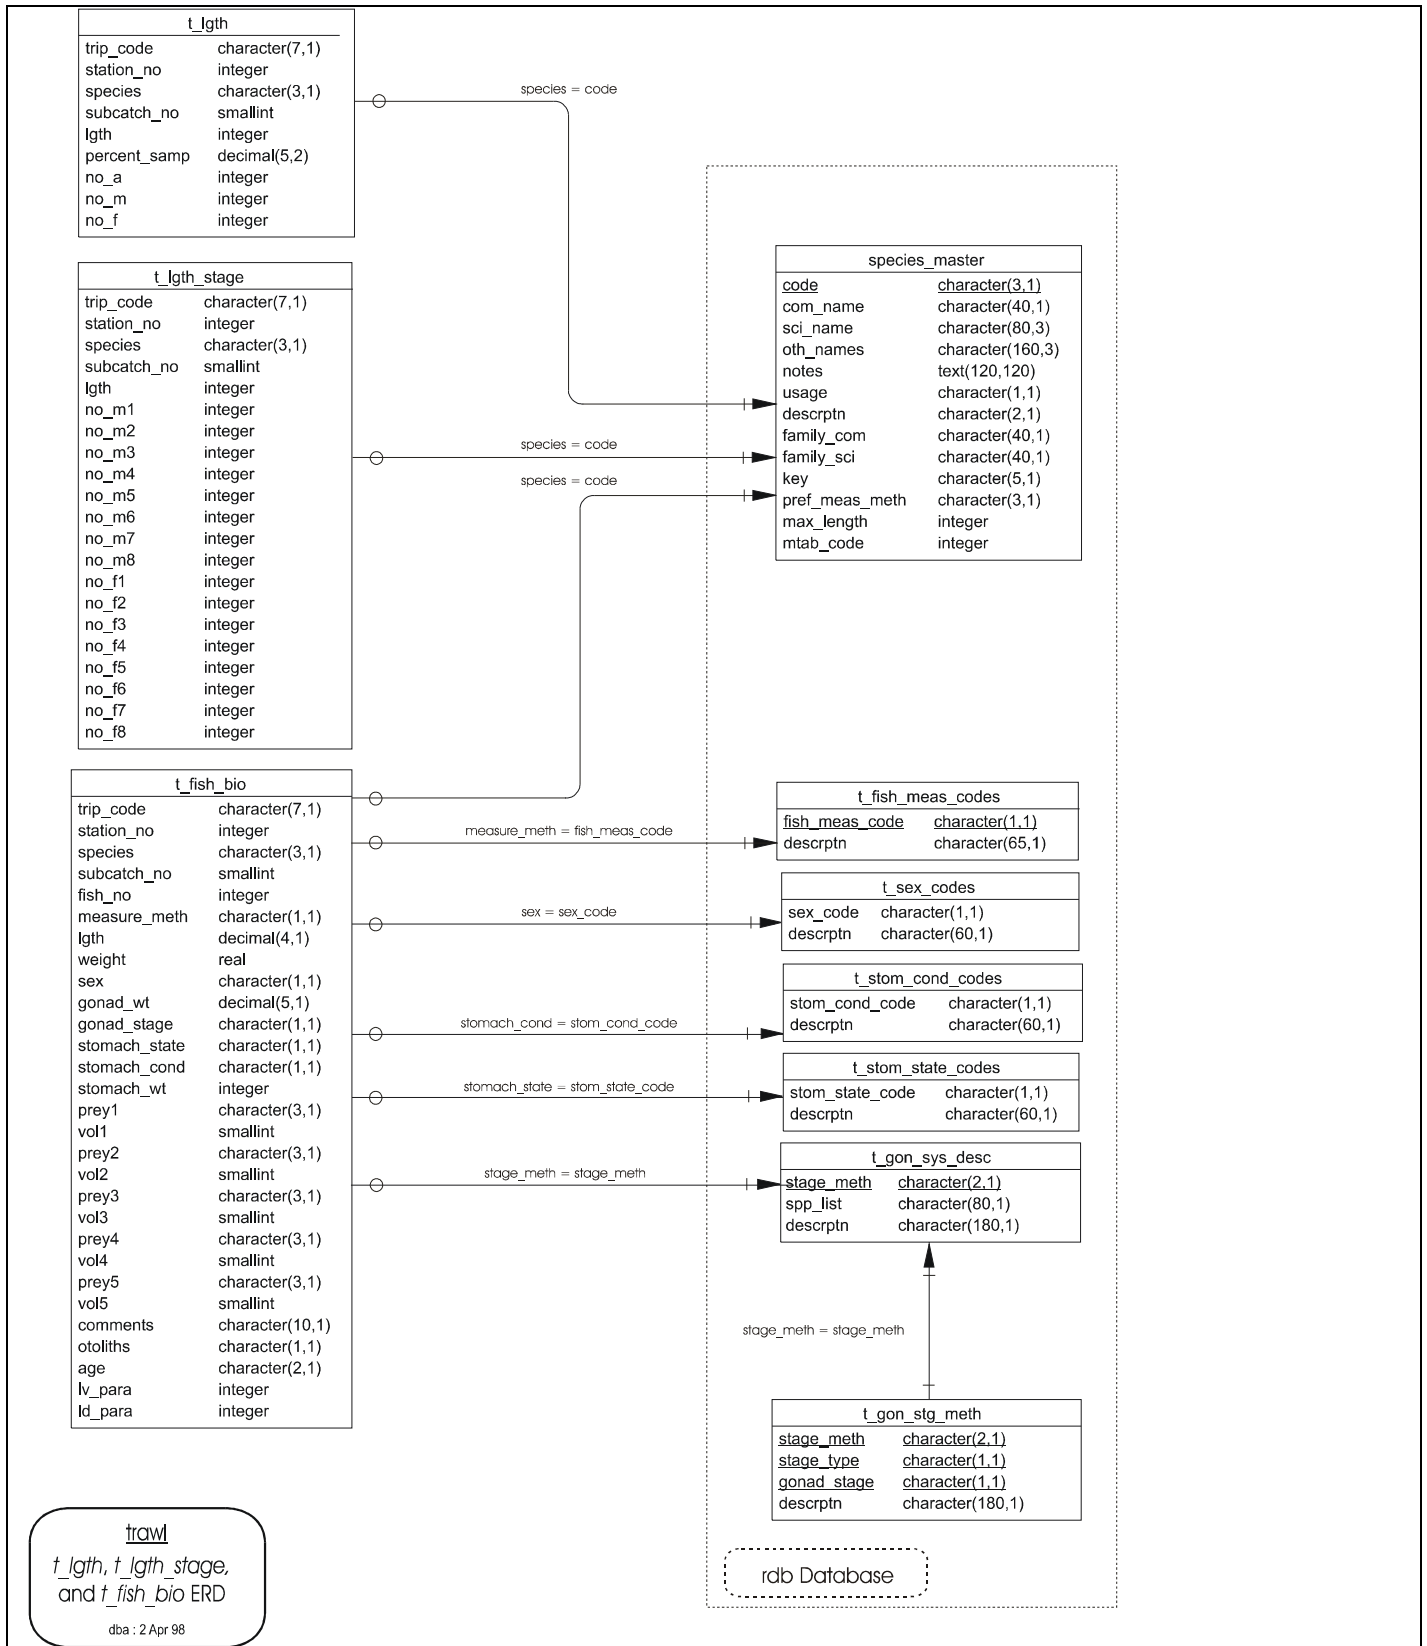 t_lgth
trip_code character(7,1)
station_no integer
species character(3,1)
subcatch_no smallint
lgth integer
percent_samp decimal(5,2)
no_a integer
no_m integer
no_f integer
species = code
t_lgth_stage
trip_code character(7,1)
station_no integer
species character(3,1)
subcatch_no smallint
lgth integer
no_m1 integer
no_m2 integer
no_m3 integer
no_m4 integer
no_m5 integer
no_m6 integer
no_m7 integer
no_m8 integer
no_f1 integer
no_f2 integer
no_f3 integer
no_f4 integer
no_f5 integer
no_f6 integer
no_f7 integer
no_f8 integer
species = code
species = code
species_master
code character(3,1)
com_name character(40,1)
sci_name character(80,3)
oth_names character(160,3)
notes text(120,120)
usage character(1,1)
descrptn character(2,1)
family_com character(40,1)
family_sci character(40,1)
key character(5,1)
pref_meas_meth character(3,1)
max_length integer
mtab_code integer
t_fish_bio
trip_code character(7,1)
station_no integer
species character(3,1)
subcatch_no smallint
fish_no integer
measure_meth character(1,1)
lgth decimal(4,1)
weight real
sex character(1,1)
gonad_wt decimal(5,1)
gonad_stage character(1,1)
stomach_state character(1,1)
stomach_cond character(1,1)
stomach_wt integer
prey1 character(3,1)
vol1 smallint
prey2 character(3,1)
vol2 smallint
prey3 character(3,1)
vol3 smallint
prey4 character(3,1)
vol4 smallint
prey5 character(3,1)
vol5 smallint
comments character(10,1)
otoliths character(1,1)
age character(2,1)
lv_para integer
ld_para integer
measure_meth = fish_meas_code
sex = sex_code
stomach_cond = stom_cond_code
stomach_state = stom_state_code
stage_meth = stage_meth
t_fish_meas_codes
fish_meas_code character(1,1)
descrptn character(65,1)
t_sex_codes
sex_code character(1,1)
descrptn character(60,1)
t_stom_cond_codes
stom_cond_code character(1,1)
descrptn character(60,1)
t_stom_state_codes
stom_state_code character(1,1)
descrptn character(60,1)
t_gon_sys_desc
stage_meth character(2,1)
spp_list character(80,1)
descrptn character(180,1)
stage_meth = stage_meth
t_gon_stg_meth
stage_meth character(2,1)
stage_type character(1,1)
gonad_stage character(1,1)
descrptn character(180,1)
rdb Database
trawl
t_lgth, t_lgth_stage,
and t_fish_bio ERD
dba : 2 Apr 98